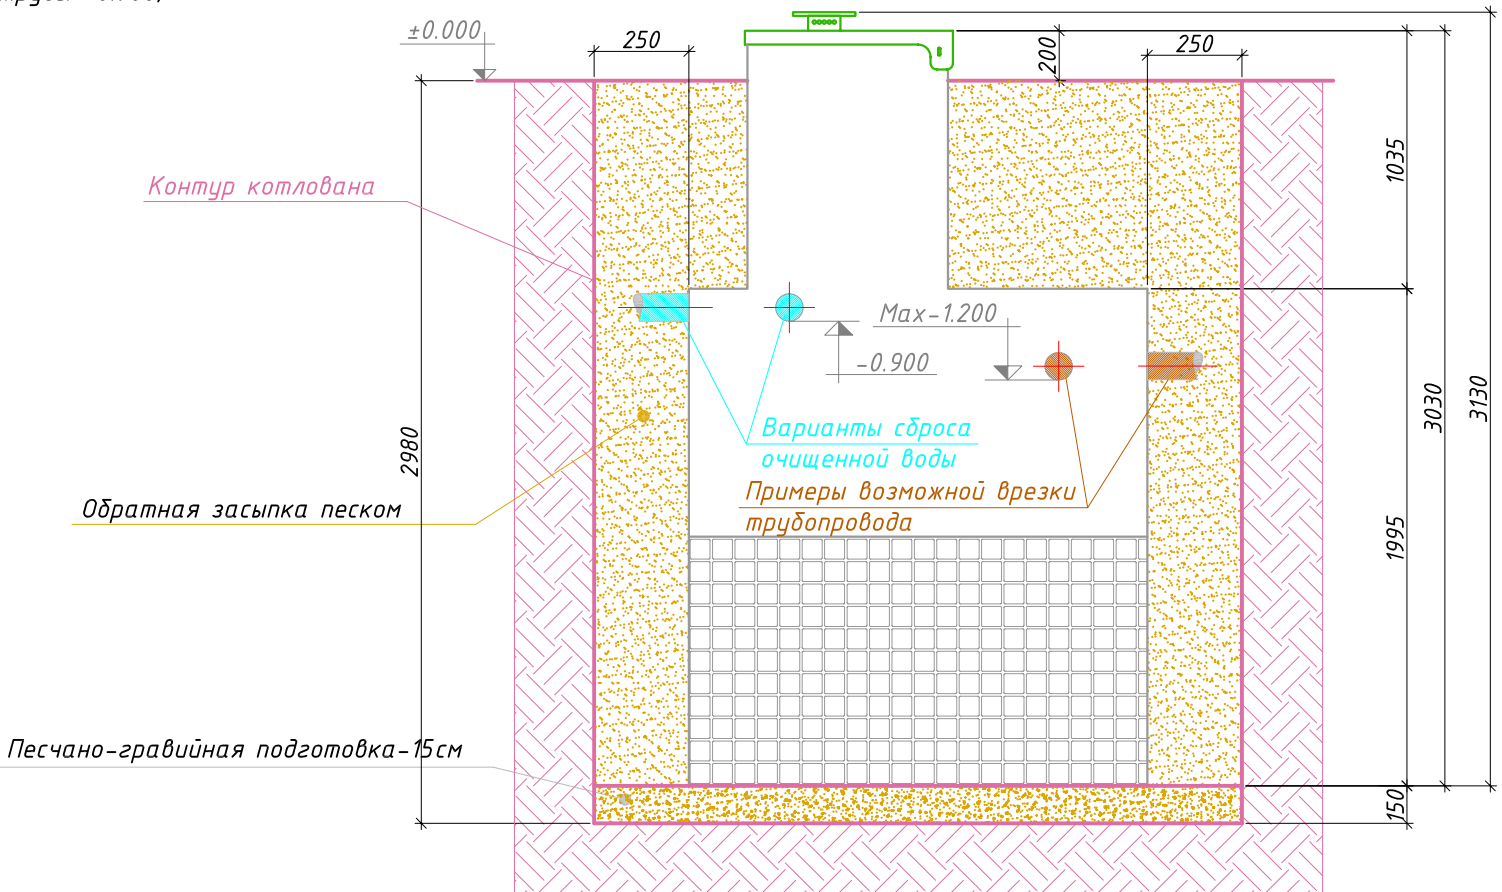 ±0.000
250
200
250
1035
Контур котлована
Max-1.200
-0.900
3030
3130
2980
Варианты сброса
очищенной воды
Примеры возможной врезки
трубопровода
Обратная засыпка песком
1995
Песчано-гравийная подготовка-15см
150